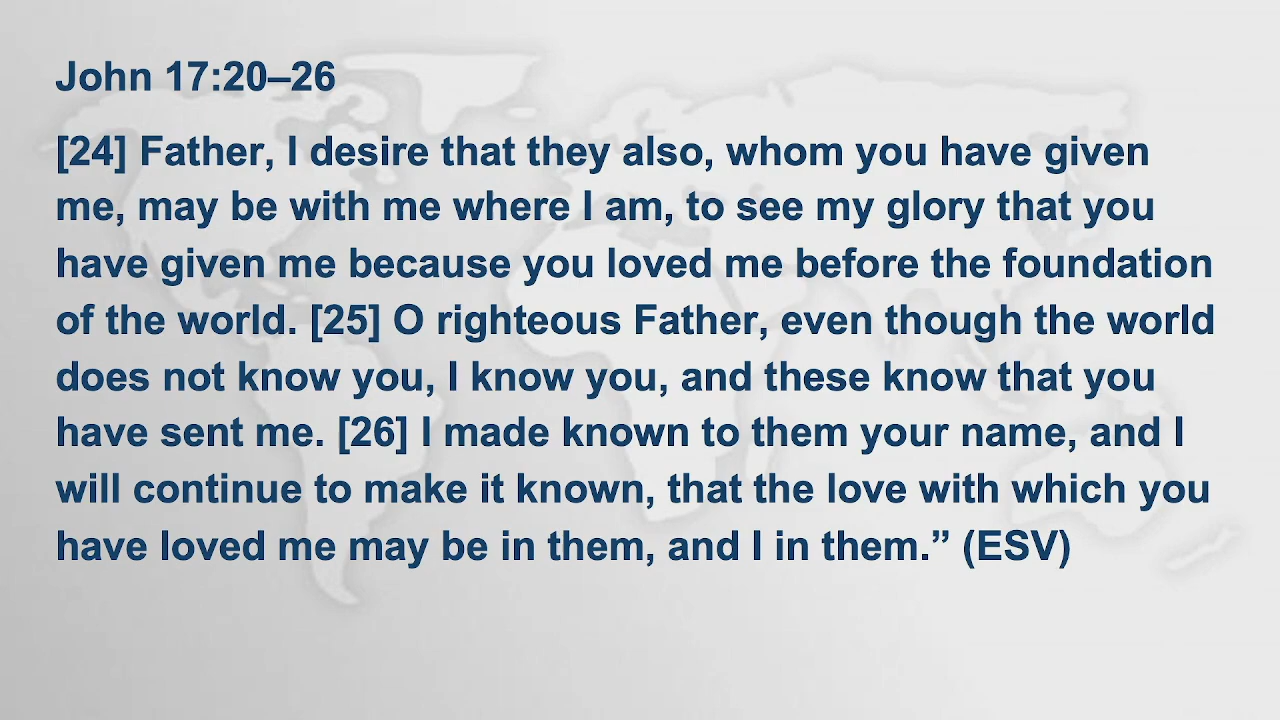 John 17:20–26
[24] Father, I desire that they also, whom you have given
me, may be with me where I am, to see my glory that you
have given me because you loved me before the foundation
of the world. [25] O righteous Father, even though the world
does not know you, I know you, and these know that you
have sent me. [26] I made known to them your name, and I
will continue to make it known, that the love with which you
have loved me may be in them, and I in them.” (ESV)